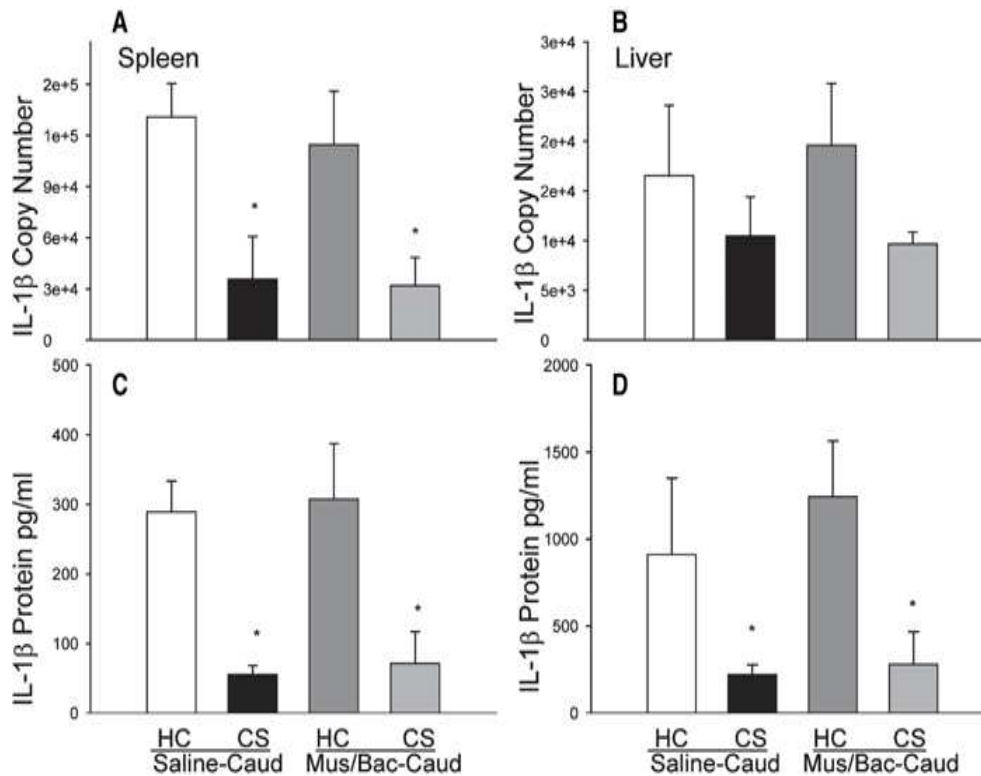 A
Spleen
IL-1β Copy Number
2e+5
1e+5
9e+4
6e+4
3e+4
0
*
*
B
Liver
IL-1β Copy Number
3e+4
3e+4
2e+4
2e+4
1e+4
5e+3
0
C
IL-1β Protein pg/ml
500
400
300
200
100
0
*
*
HC CS HC CS
Saline-Caud Mus/Bac-Caud
D
IL-1β Protein pg/ml
2000
1500
1000
500
0
*
*
HC CS HC CS
Saline-Caud Mus/Bac-Caud